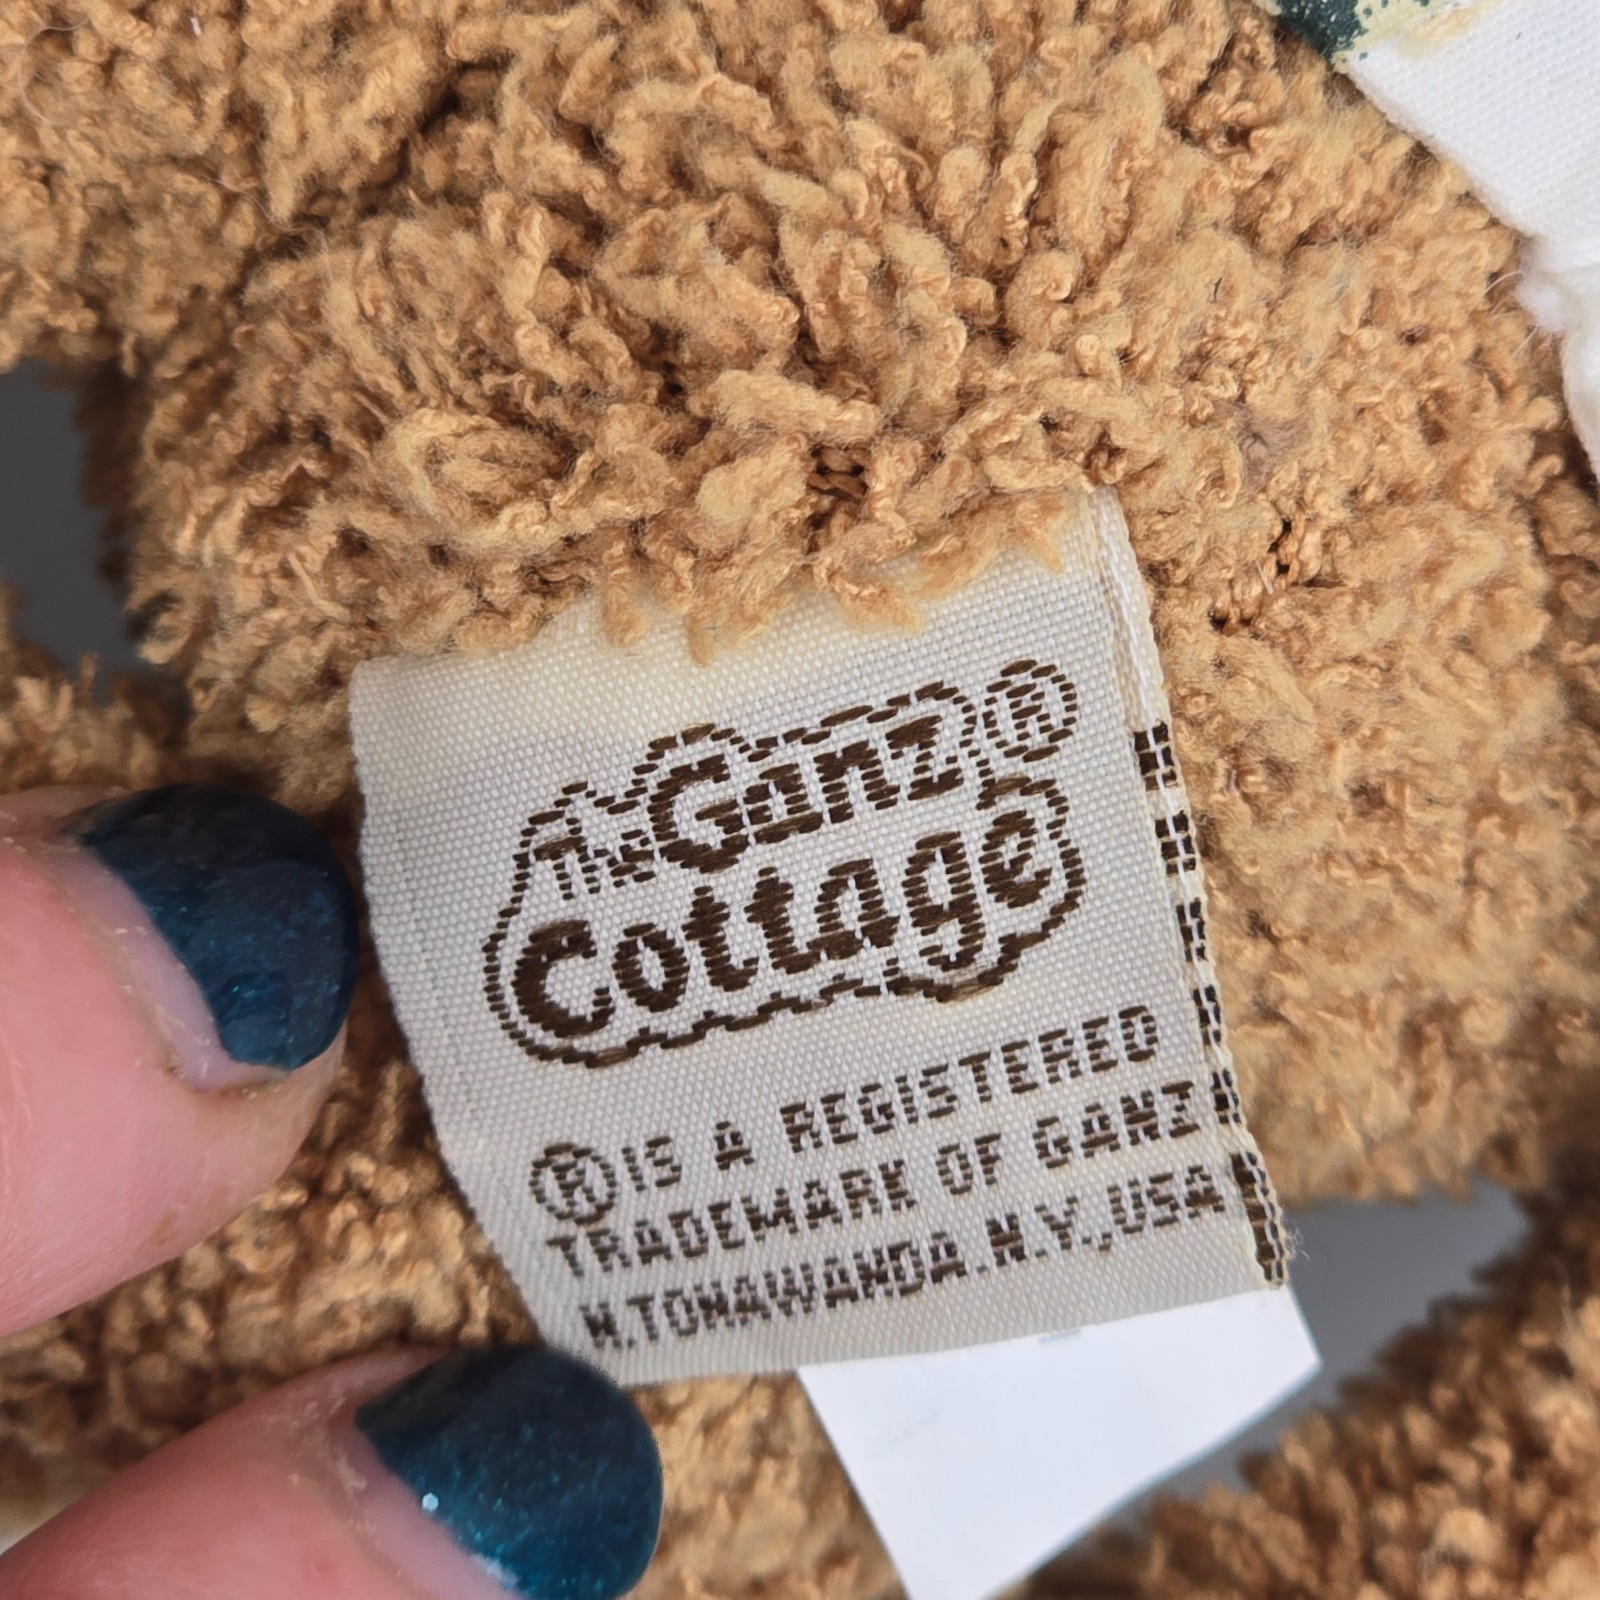 The Ganz®
Cottage
® IS A REGISTERED
TRADEMARK OF GANZ
N.TONAWANDA.N.Y.,USA